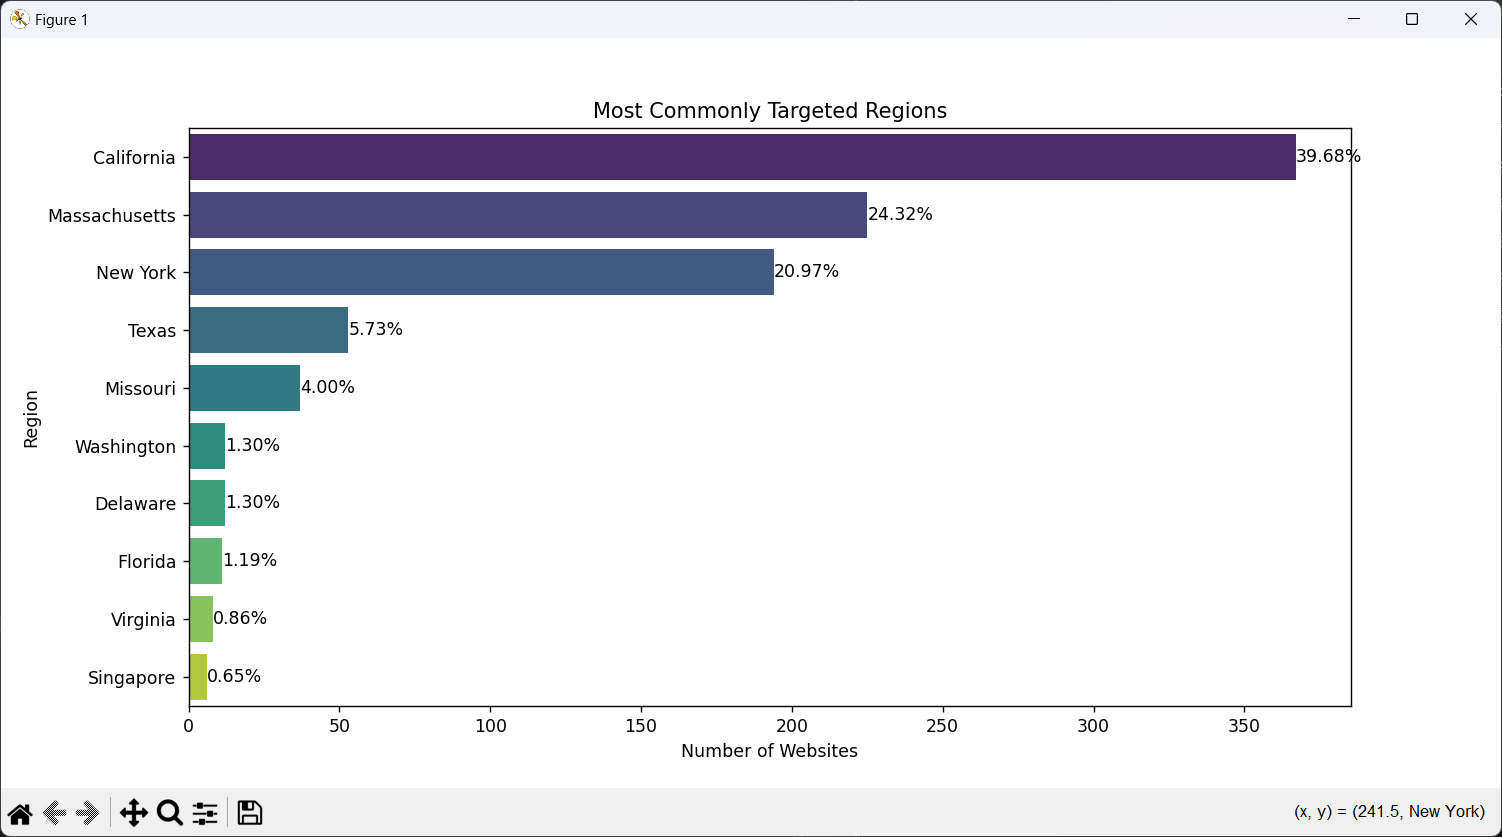 Figure 1
Most Commonly Targeted Regions
California 39.68%
Massachusetts 24.32%
New York 20.97%
Texas 5.73%
Missouri 4.00%
Washington 1.30%
Delaware 1.30%
Florida 1.19%
Virginia 0.86%
Singapore 0.65%
Region
0 50 100 150 200 250 300 350
Number of Websites
(x, y) = (241.5, New York)